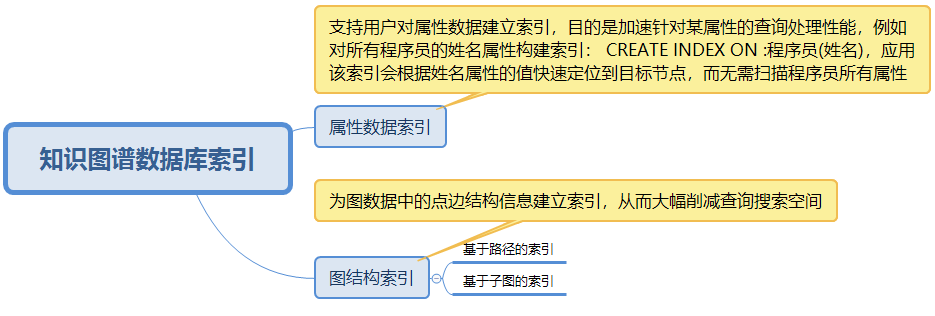 支持用户对属性数据建立索引，目的是加速针对某属性的查询处理性能，例如
对所有程序员的姓名属性构建索引： CREATE INDEX ON :程序员(姓名)，应用
该索引会根据姓名属性的值快速定位到目标节点，而无需扫描程序员所有属性
属性数据索引
知识图谱数据库索引
为图数据中的点边结构信息建立索引，从而大幅削减查询搜索空间
图结构索引
基于路径的索引
基于子图的索引